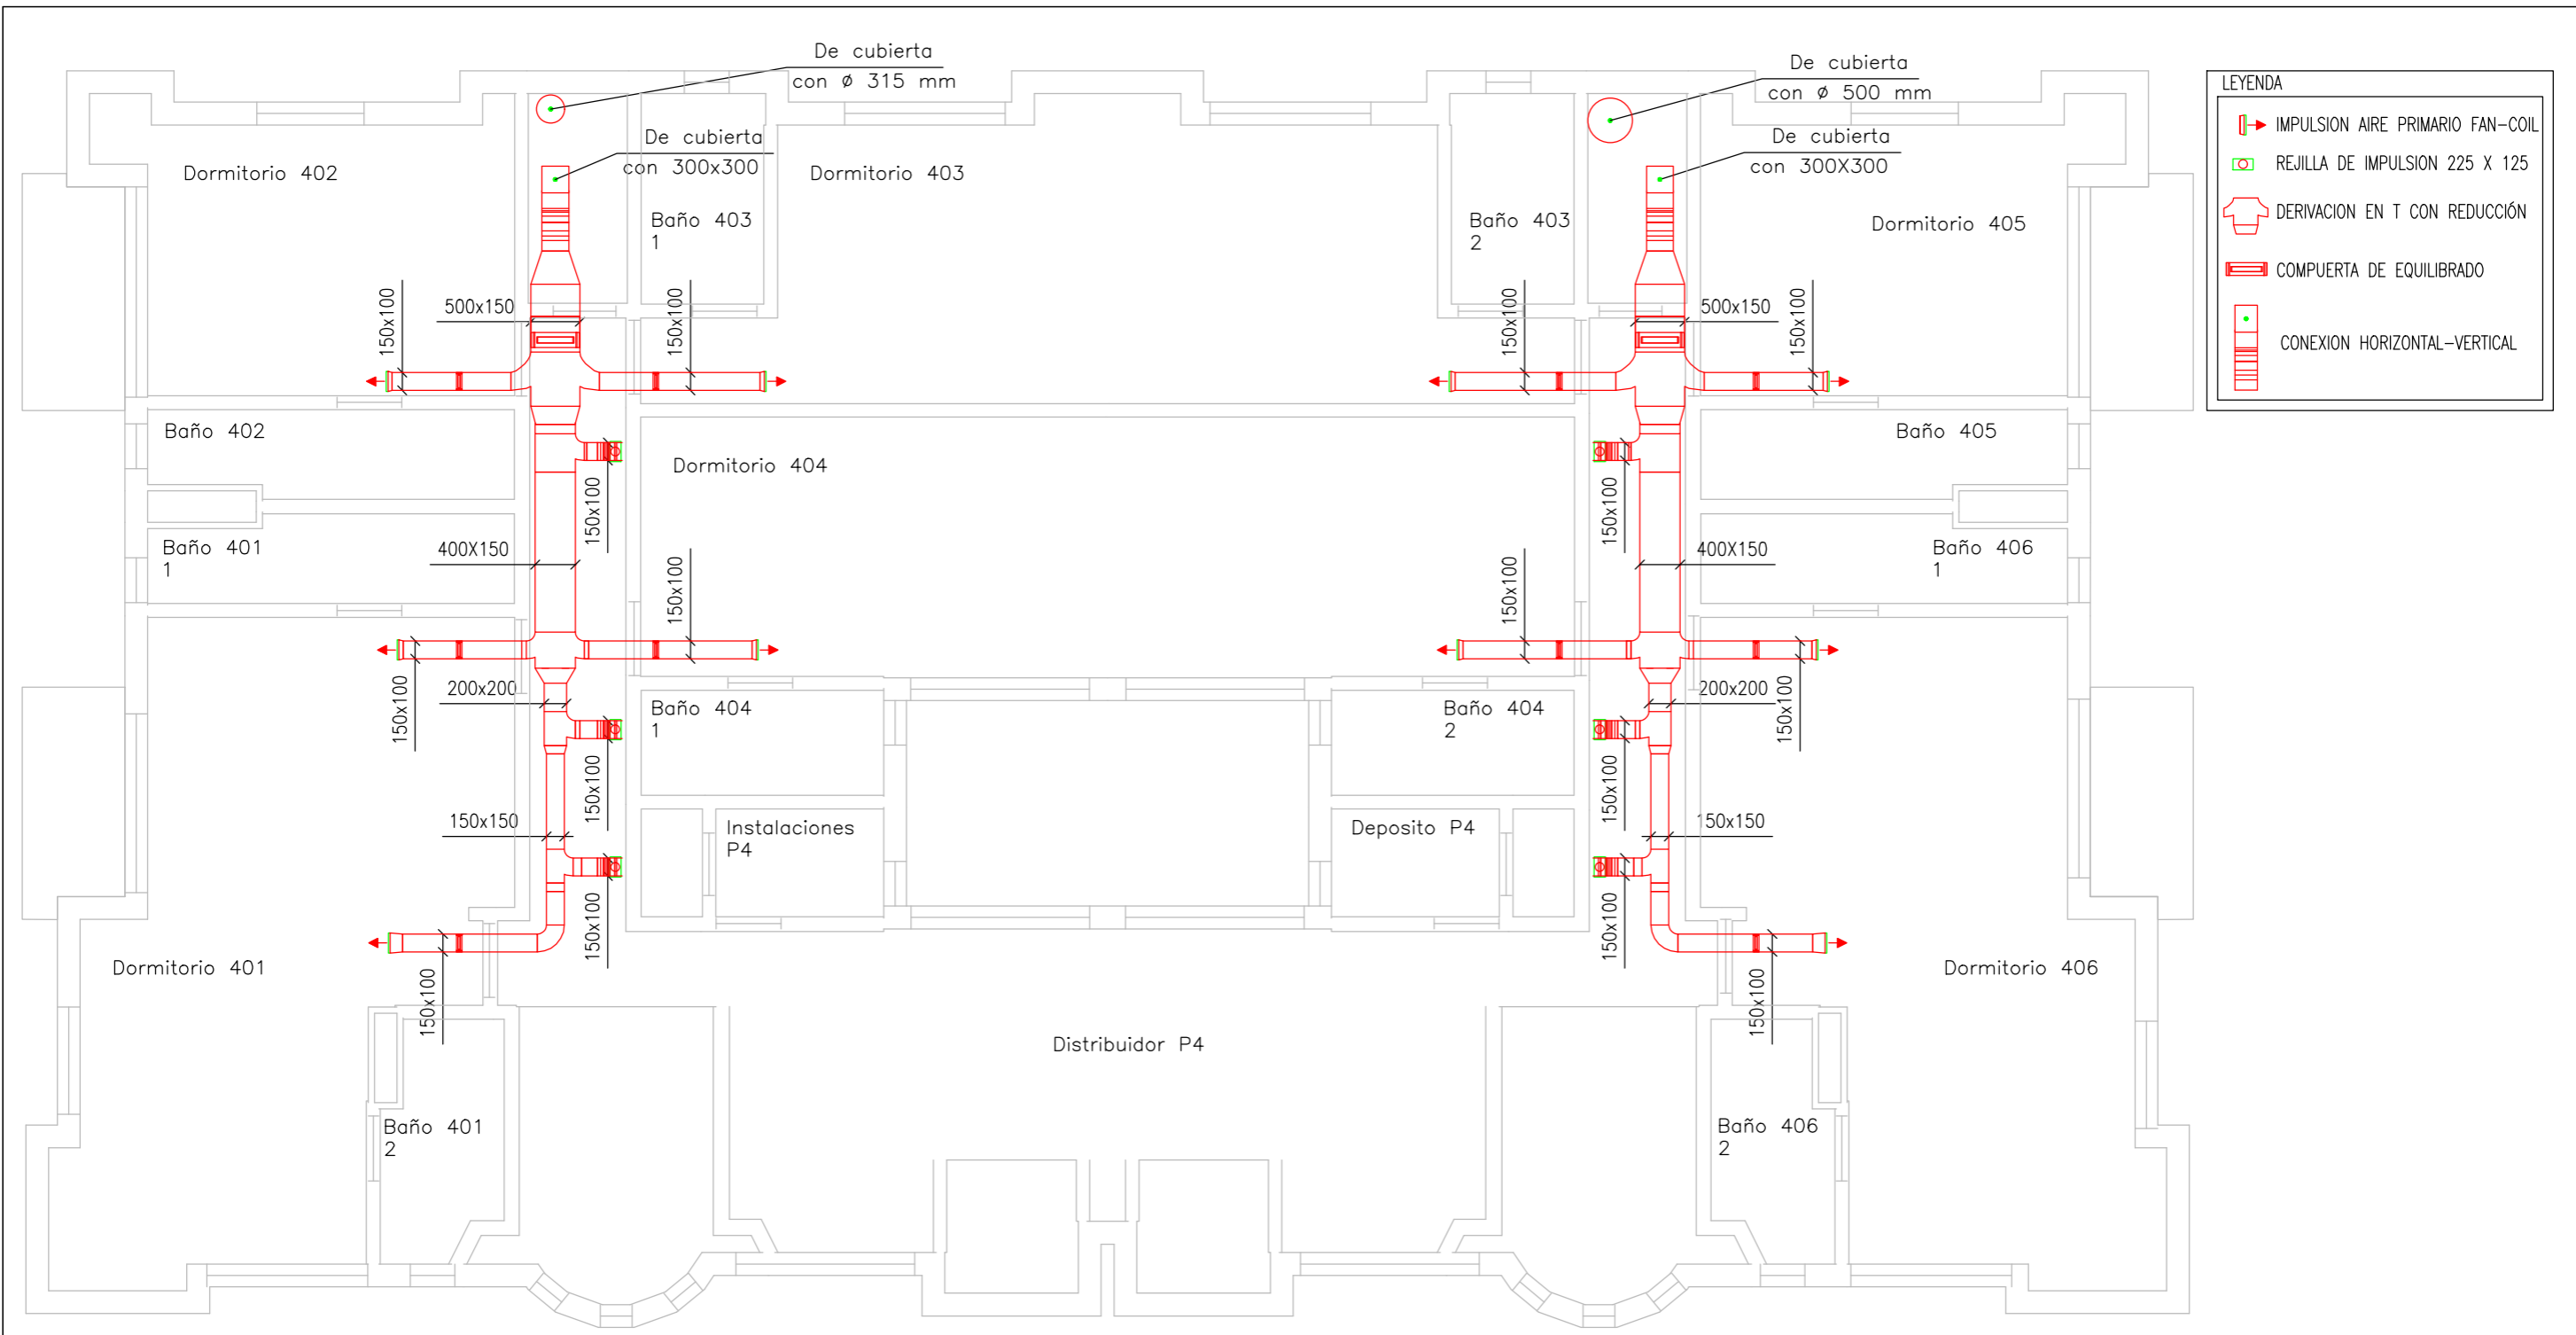 De cubierta
con ø 315 mm
De cubierta
con ø 500 mm
LEYENDA
IMPULSION AIRE PRIMARIO FAN-COIL
REJILLA DE IMPULSION 225 X 125
DERIVACION EN T CON REDUCCIÓN
COMPUERTA DE EQUILIBRADO
CONEXION HORIZONTAL-VERTICAL
De cubierta
con 300x300
De cubierta
con 300X300
Dormitorio 402
Dormitorio 403
Baño 403
1
Baño 403
2
Dormitorio 405
150x100
500x150
150x100
150x100
500x150
150x100
Baño 402
Dormitorio 404
Baño 405
150x100
150x100
Baño 401
1
400X150
150x100
150x100
400X150
Baño 406
1
150x100
200x200
Baño 404
1
Baño 404
2
200x200
150x100
150x100
150x100
150x150
Instalaciones
P4
Deposito P4
150x150
150x100
150x100
Dormitorio 401
150x100
Dormitorio 406
150x100
Distribuidor P4
Baño 401
2
Baño 406
2